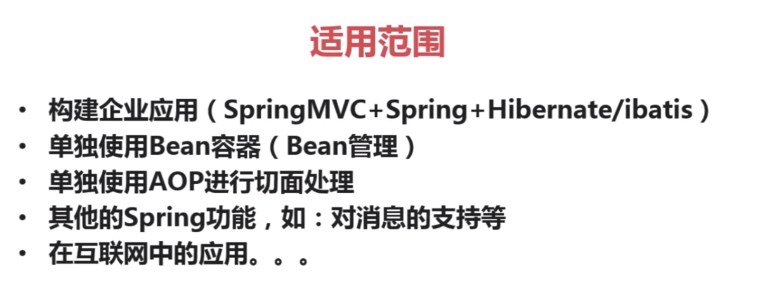 适用范围
• 构建企业应用（SpringMVC+Spring+Hibernate/ibatis）
• 单独使用Bean容器（Bean管理）
• 单独使用AOP进行切面处理
• 其他的Spring功能，如：对消息的支持等
• 在互联网中的应用。。。